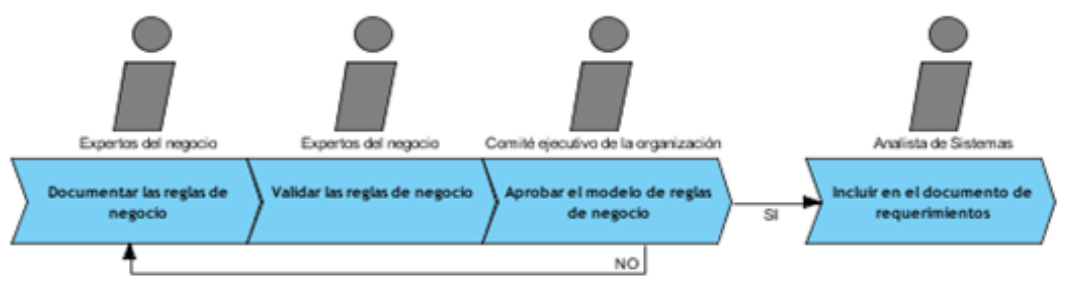 Expertos del negocio
Expertos del negocio
Comité ejecutivo de la organización
Analista de Sistemas
Documentar las reglas de
negocio
Validar las reglas de negocio
Aprobar el modelo de reglas
de negocio
SI
Incluir en el documento de
requerimientos
NO